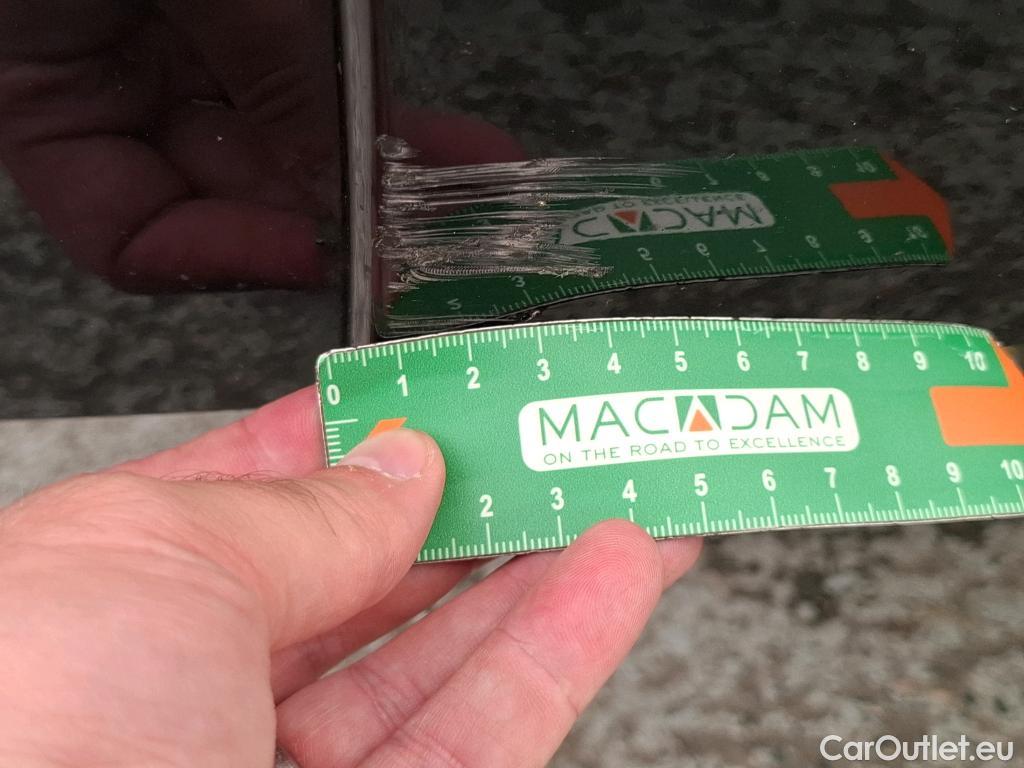 0 1 2 3 4 5 6 7 8 9 10
MACADAM
ON THE ROAD TO EXCELLENCE
2 3 4 5 6 7 8 9 10
CarOutlet.eu